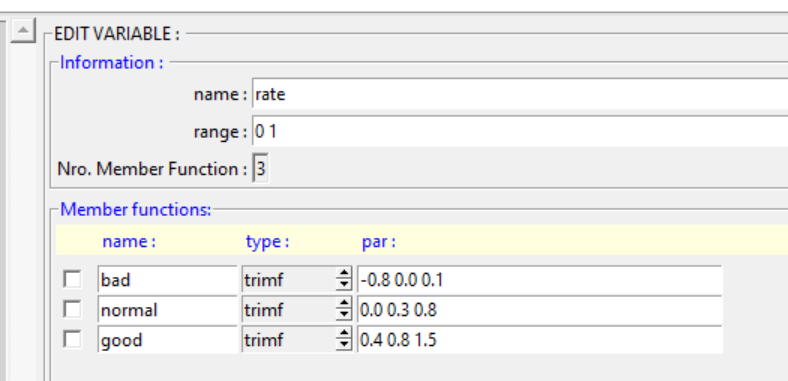 EDIT VARIABLE :
Information :
name : rate
range : 0 1
Nro. Member Function : 3
Member functions:
name : type : par :
bad trimf -0.8 0.0 0.1
normal trimf 0.0 0.3 0.8
good trimf 0.4 0.8 1.5